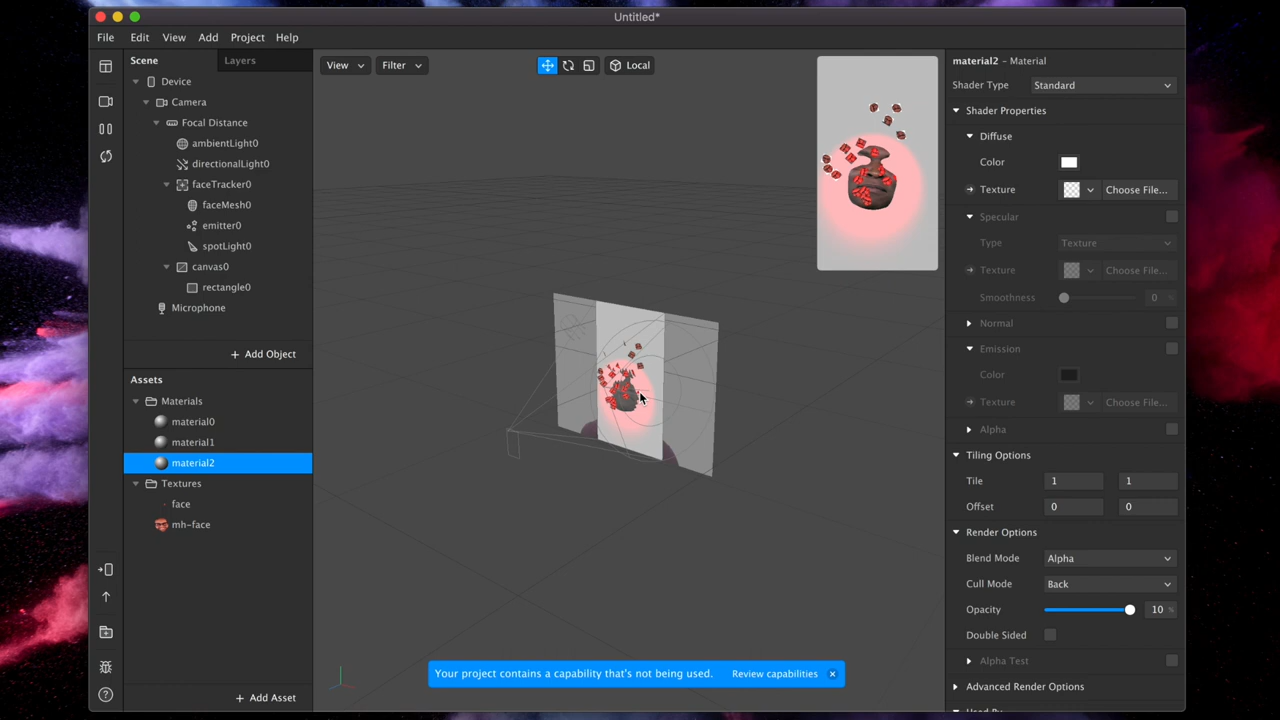 Untitled*
File Edit View Add Project Help
Scene Layers
Device
Camera
Focal Distance
ambientLight0
directionalLight0
faceTracker0
faceMesh0
emitter0
spotLight0
canvas0
rectangle0
Microphone
+ Add Object
Assets
Materials
material0
material1
material2
Textures
face
mh-face
+ Add Asset
View Filter Local
Your project contains a capability that's not being used. Review capabilities
material2 – Material
Shader Type Standard
Shader Properties
Diffuse
Color
Texture Choose File...
Specular
Type Texture
Texture Choose File...
Smoothness 0 %
Normal
Emission
Color
Texture Choose File...
Alpha
Tiling Options
Tile 1 1
Offset 0 0
Render Options
Blend Mode Alpha
Cull Mode Back
Opacity 10 %
Double Sided
Alpha Test
Advanced Render Options